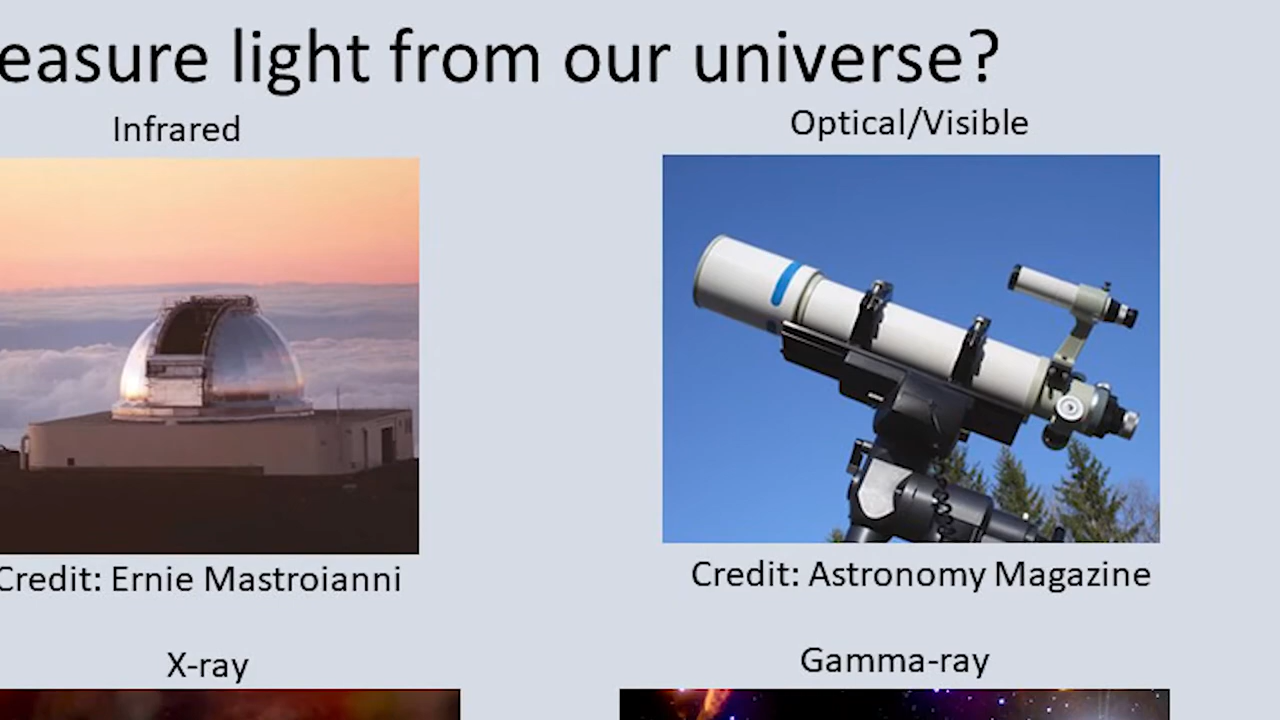 easure light from our universe?
Infrared
Optical/Visible
Credit: Ernie Mastroianni
Credit: Astronomy Magazine
X-ray
Gamma-ray